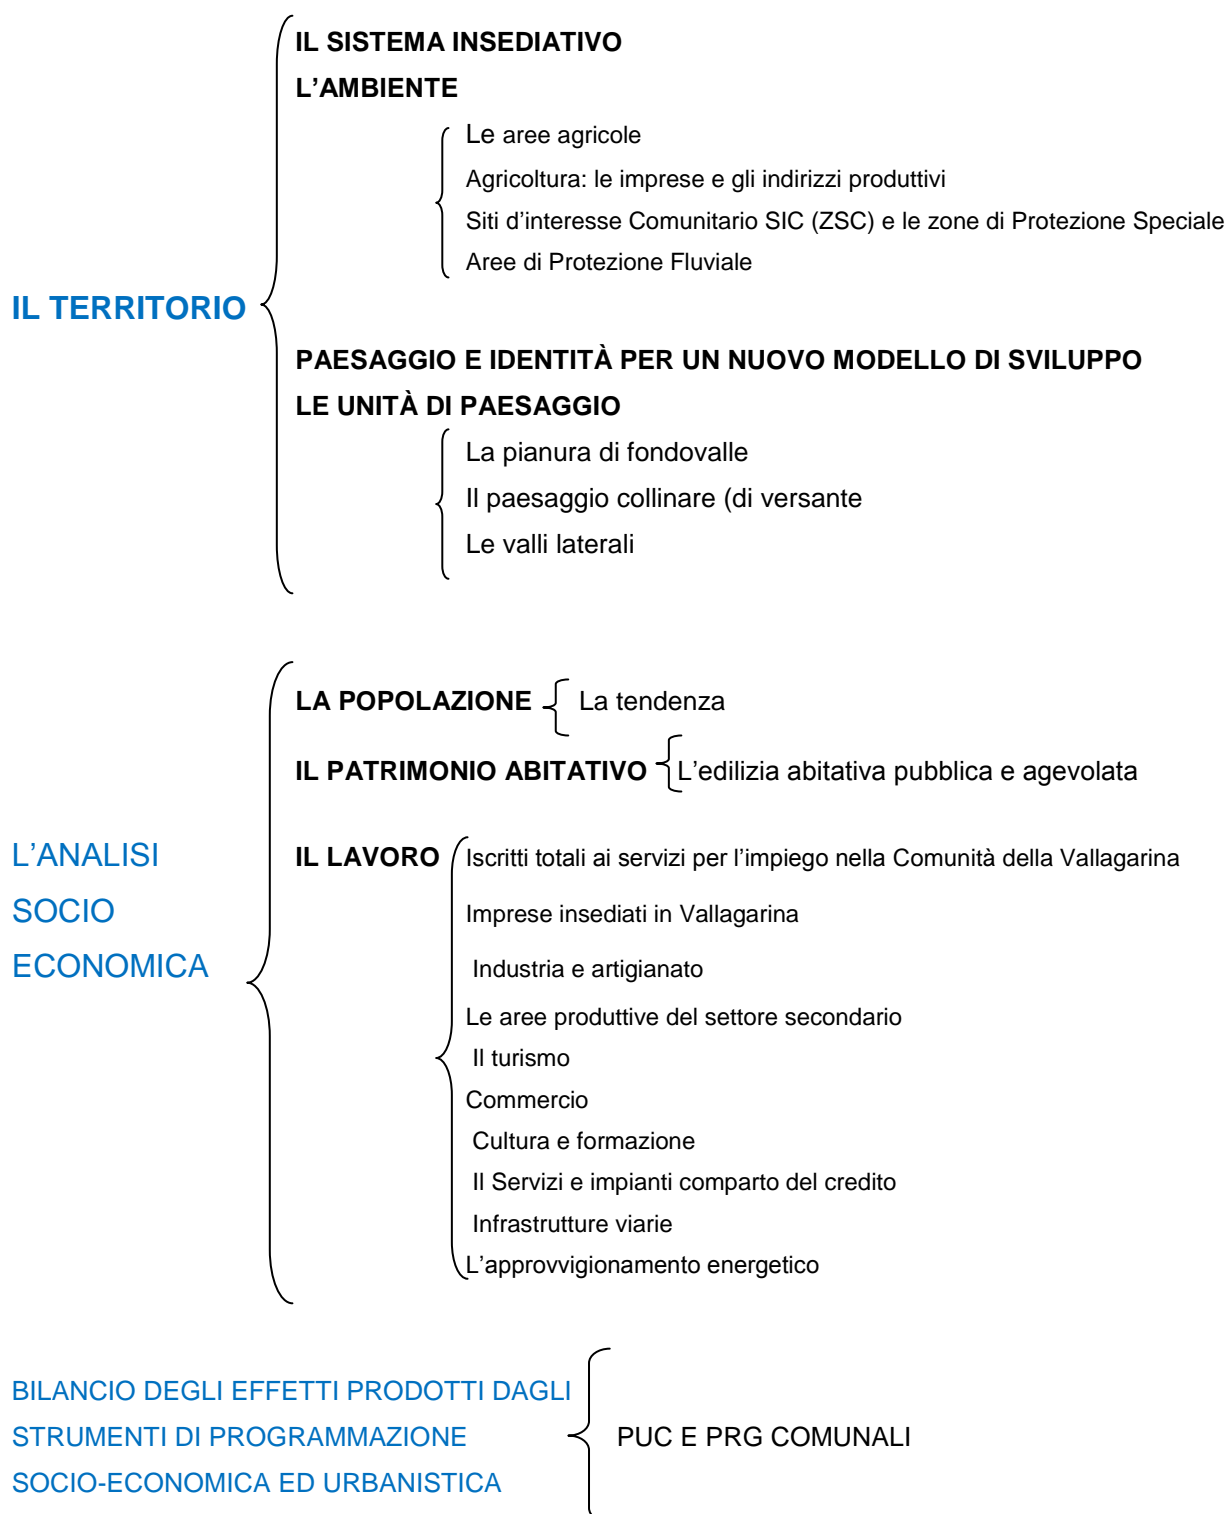 IL TERRITORIO
IL SISTEMA INSEDIATIVO
L’AMBIENTE
Le aree agricole
Agricoltura: le imprese e gli indirizzi produttivi
Siti d’interesse Comunitario SIC (ZSC) e le zone di Protezione Speciale
Aree di Protezione Fluviale
PAESAGGIO E IDENTITÀ PER UN NUOVO MODELLO DI SVILUPPO
LE UNITÀ DI PAESAGGIO
La pianura di fondovalle
Il paesaggio collinare (di versante
Le valli laterali
L’ANALISI
SOCIO
ECONOMICA
LA POPOLAZIONE
La tendenza
IL PATRIMONIO ABITATIVO
L’edilizia abitativa pubblica e agevolata
IL LAVORO
Iscritti totali ai servizi per l’impiego nella Comunità della Vallagarina
Imprese insediati in Vallagarina
Industria e artigianato
Le aree produttive del settore secondario
Il turismo
Commercio
Cultura e formazione
Il Servizi e impianti comparto del credito
Infrastrutture viarie
L’approvvigionamento energetico
BILANCIO DEGLI EFFETTI PRODOTTI DAGLI
STRUMENTI DI PROGRAMMAZIONE
SOCIO-ECONOMICA ED URBANISTICA
PUC E PRG COMUNALI